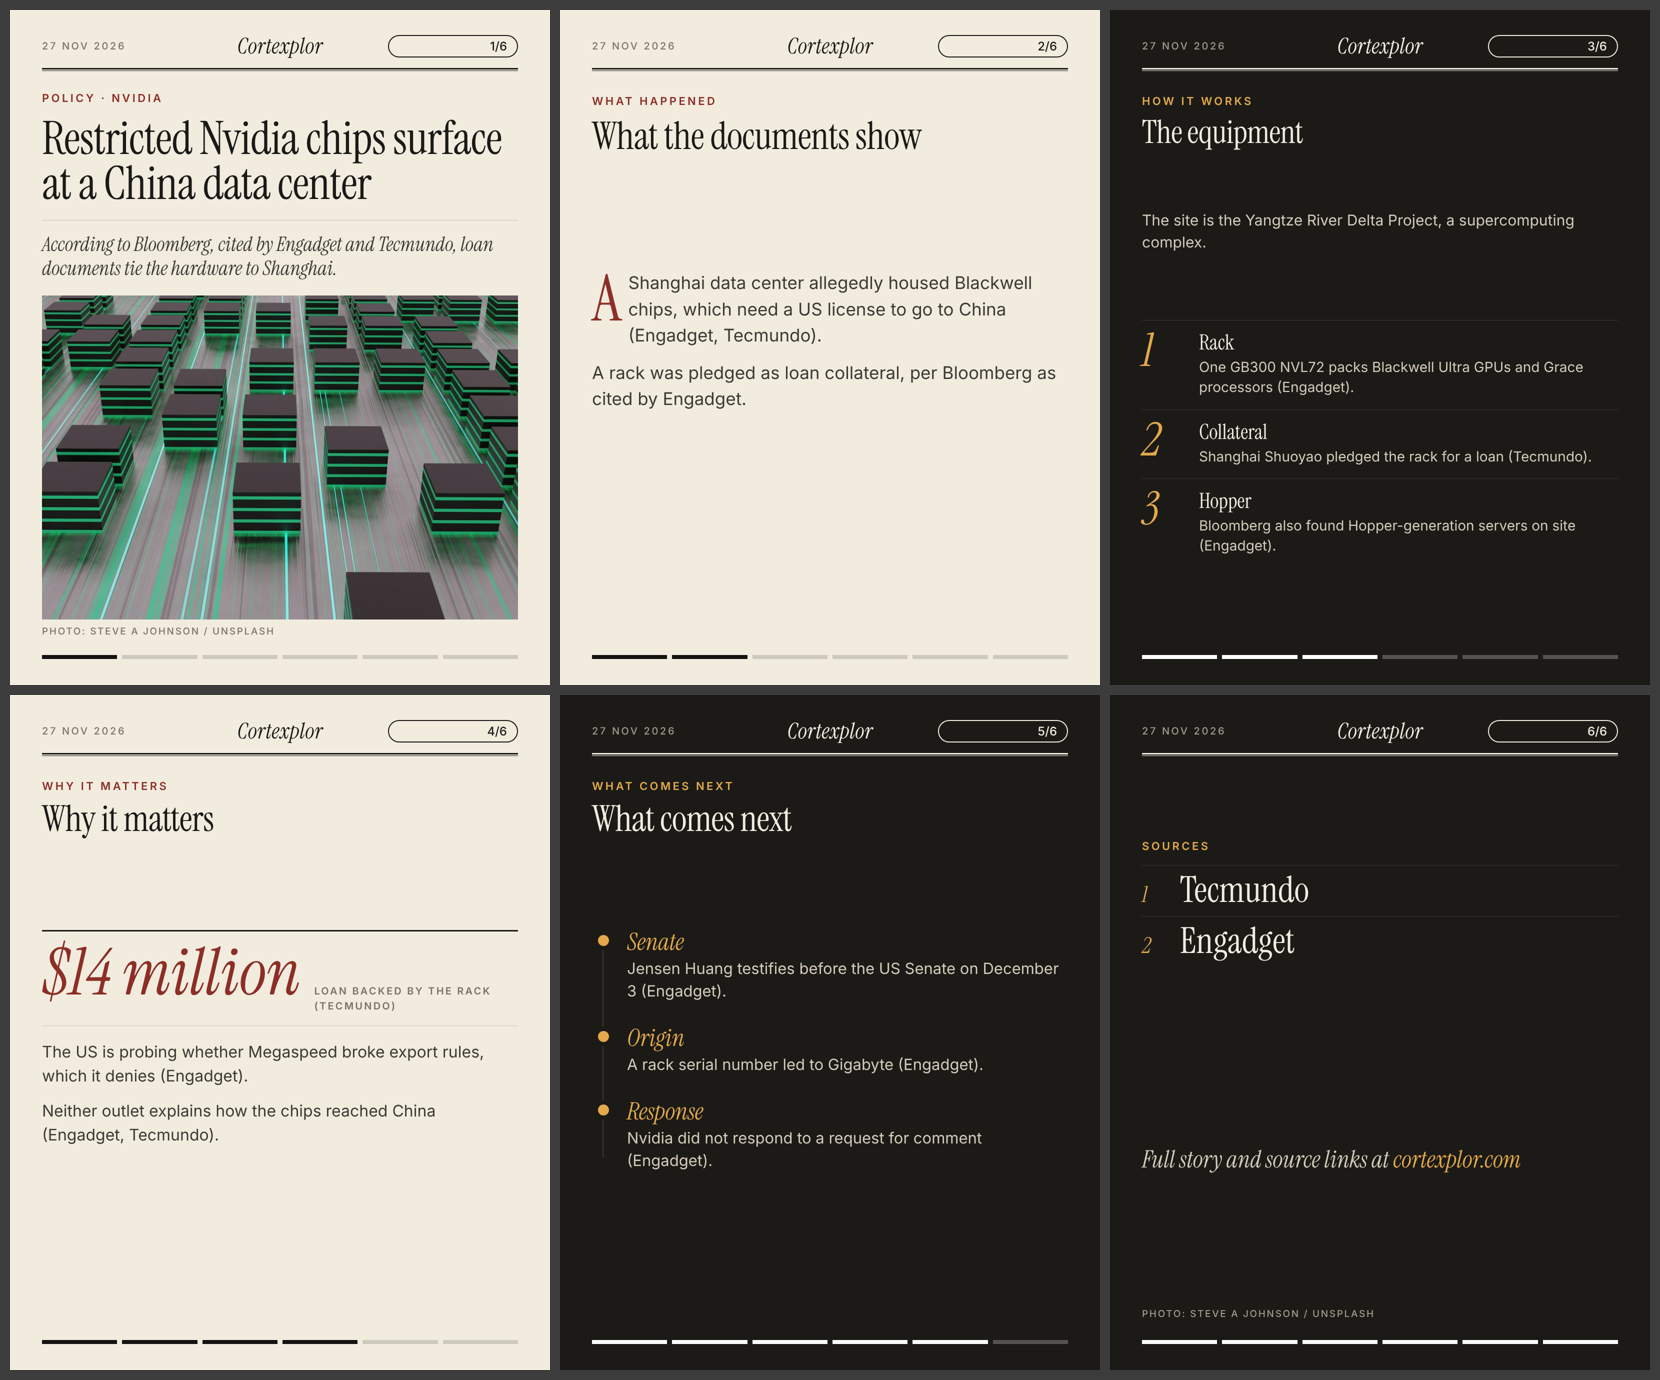 27 NOV 2026
Cortexplor
1/6
POLICY · NVIDIA
Restricted Nvidia chips surface
at a China data center
According to Bloomberg, cited by Engadget and Tecmundo, loan
documents tie the hardware to Shanghai.
PHOTO: STEVE A JOHNSON / UNSPLASH
27 NOV 2026
Cortexplor
2/6
WHAT HAPPENED
What the documents show
A Shanghai data center allegedly housed Blackwell
chips, which need a US license to go to China
(Engadget, Tecmundo).
A rack was pledged as loan collateral, per Bloomberg as
cited by Engadget.
27 NOV 2026
Cortexplor
3/6
HOW IT WORKS
The equipment
The site is the Yangtze River Delta Project, a supercomputing
complex.
1
Rack
One GB300 NVL72 packs Blackwell Ultra GPUs and Grace
processors (Engadget).
2
Collateral
Shanghai Shuoyao pledged the rack for a loan (Tecmundo).
3
Hopper
Bloomberg also found Hopper-generation servers on site
(Engadget).
27 NOV 2026
Cortexplor
4/6
WHY IT MATTERS
Why it matters
$14 million
LOAN BACKED BY THE RACK
(TECMUNDO)
The US is probing whether Megaspeed broke export rules,
which it denies (Engadget).
Neither outlet explains how the chips reached China
(Engadget, Tecmundo).
27 NOV 2026
Cortexplor
5/6
WHAT COMES NEXT
What comes next
Senate
Jensen Huang testifies before the US Senate on December
3 (Engadget).
Origin
A rack serial number led to Gigabyte (Engadget).
Response
Nvidia did not respond to a request for comment
(Engadget).
27 NOV 2026
Cortexplor
6/6
SOURCES
1 Tecmundo
2 Engadget
Full story and source links at cortexplor.com
PHOTO: STEVE A JOHNSON / UNSPLASH